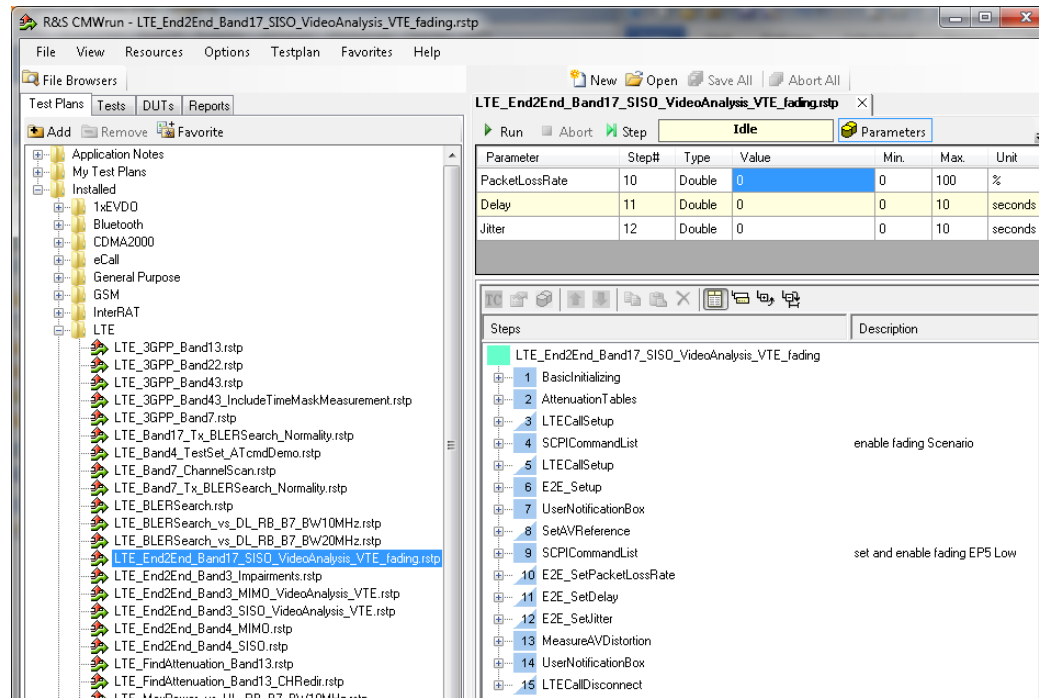 R&S CMWrun - LTE_End2End_Band17_SISO_VideoAnalysis_VTE_fading.rstp
File View Resources Options Testplan Favorites Help
File Browsers
New Open Save All Abort All
Test Plans Tests DUTs Reports
Add Remove Favorite
Application Notes
My Test Plans
Installed
1xEVDO
Bluetooth
CDMA2000
eCall
General Purpose
GSM
InterRAT
LTE
LTE_3GPP_Band13.rstp
LTE_3GPP_Band22.rstp
LTE_3GPP_Band43.rstp
LTE_3GPP_Band43_IncludeTimeMaskMeasurement.rstp
LTE_3GPP_Band7.rstp
LTE_Band17_Tx_BLERSearch_Normality.rstp
LTE_Band4_TestSet_ATcmdDemo.rstp
LTE_Band7_ChannelScan.rstp
LTE_Band7_Tx_BLERSearch_Normality.rstp
LTE_BLERSearch.rstp
LTE_BLERSearch_vs_DL_RB_B7_BW10MHz.rstp
LTE_BLERSearch_vs_DL_RB_B7_BW20MHz.rstp
LTE_End2End_Band17_SISO_VideoAnalysis_VTE_fading.rstp
LTE_End2End_Band3_Impairments.rstp
LTE_End2End_Band3_MIMO_VideoAnalysis_VTE.rstp
LTE_End2End_Band3_SISO_VideoAnalysis_VTE.rstp
LTE_End2End_Band4_MIMO.rstp
LTE_End2End_Band4_SISO.rstp
LTE_FindAttenuation_Band13.rstp
LTE_FindAttenuation_Band13_CHRedir.rstp
LTE_MaxPower_vs_UL_RB_B7_BW10MHz.rstp
LTE_End2End_Band17_SISO_VideoAnalysis_VTE_fading.rstp
Run Abort Step Idle Parameters
Parameter Step# Type Value Min. Max. Unit
PacketLossRate 10 Double 0 0 100 %
Delay 11 Double 0 0 10 seconds
Jitter 12 Double 0 0 10 seconds
TC
Steps Description
LTE_End2End_Band17_SISO_VideoAnalysis_VTE_fading
1 BasicInitializing
2 AttenuationTables
3 LTECallSetup
4 SCPICommandList enable fading Scenario
5 LTECallSetup
6 E2E_Setup
7 UserNotificationBox
8 SetAVReference
9 SCPICommandList set and enable fading EP5 Low
10 E2E_SetPacketLossRate
11 E2E_SetDelay
12 E2E_SetJitter
13 MeasureAVDistortion
14 UserNotificationBox
15 LTECallDisconnect